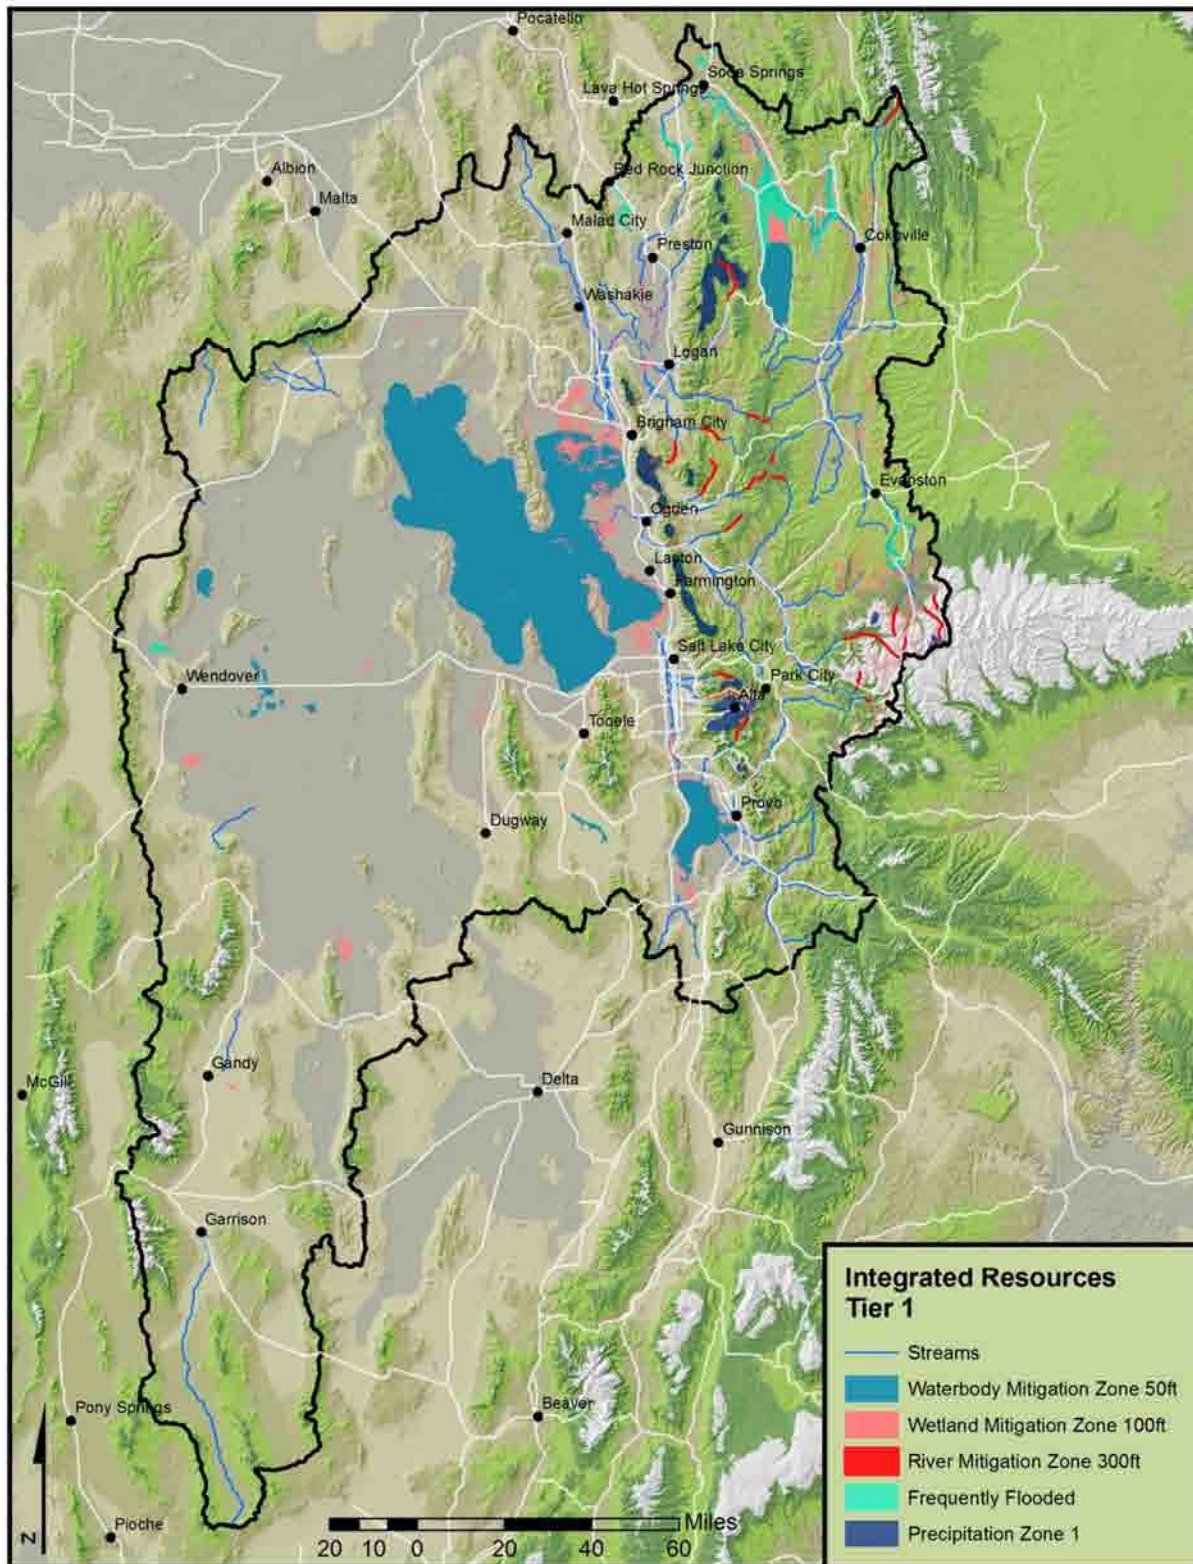 Pocatello
Soda Springs
Lava Hot Springs
Albion
Red Rock Junction
Malta
Malad City
Preston
Cokeville
Washakie
Logan
Brigham City
Evanston
Ogden
Layton
Farmington
Salt Lake City
Wendover
Park City
Alta
Tooele
Provo
Dugway
Gandy
McGill
Delta
Gunnison
Garrison
Pony Springs
Beaver
Pioche
N
20 10 0 20 40 60 Miles
Integrated Resources
Tier 1
Streams
Waterbody Mitigation Zone 50ft
Wetland Mitigation Zone 100ft
River Mitigation Zone 300ft
Frequently Flooded
Precipitation Zone 1